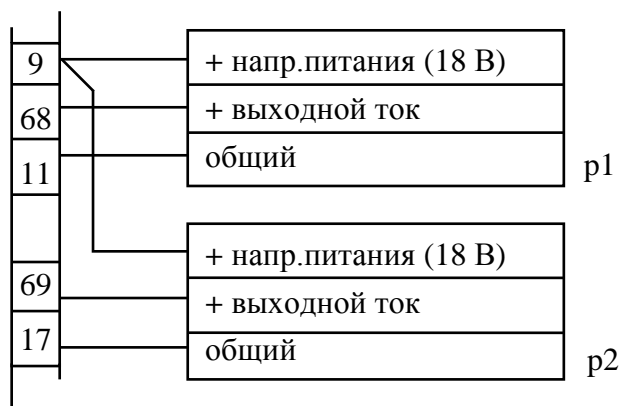 9
+ напр.питания (18 В)
68
+ выходной ток
11
общий
p1
+ напр.питания (18 В)
69
+ выходной ток
17
общий
p2